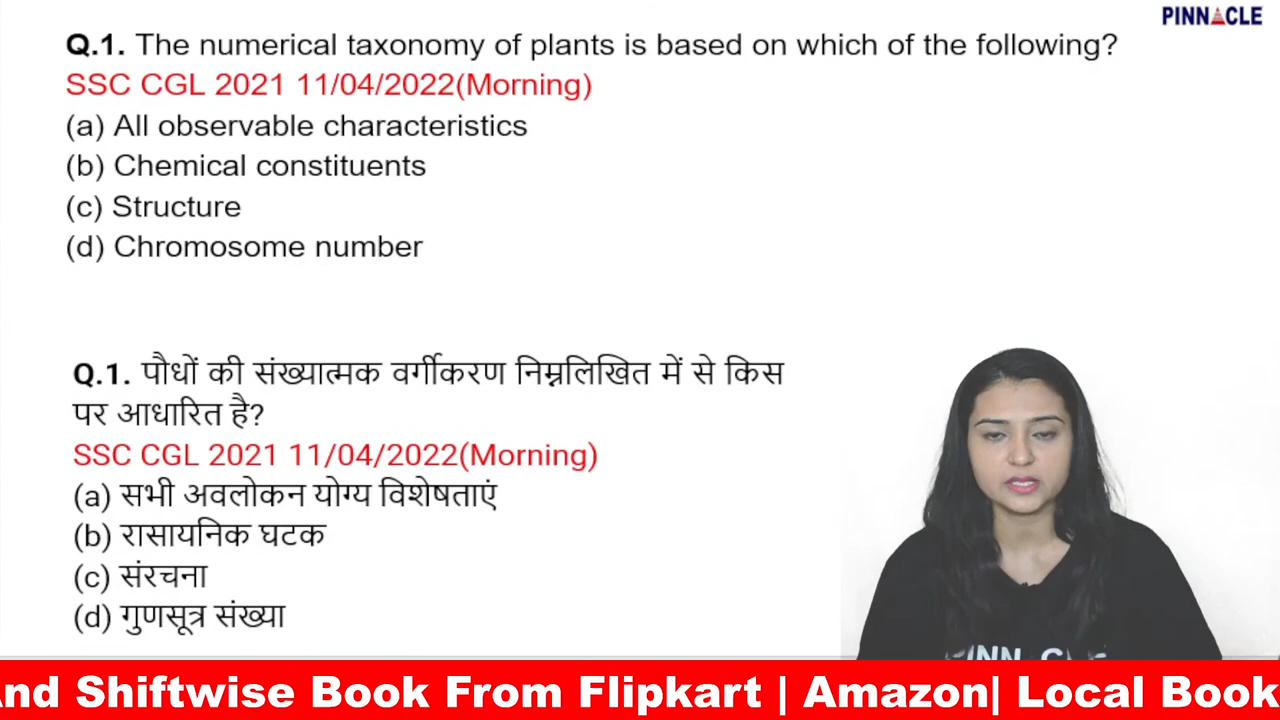 PINNACLE
Q.1. The numerical taxonomy of plants is based on which of the following?
SSC CGL 2021 11/04/2022(Morning)
(a) All observable characteristics
(b) Chemical constituents
(c) Structure
(d) Chromosome number
Q.1. पौधों की संख्यात्मक वर्गीकरण निम्नलिखित में से किस
पर आधारित है?
SSC CGL 2021 11/04/2022(Morning)
(a) सभी अवलोकन योग्य विशेषताएं
(b) रासायनिक घटक
(c) संरचना
(d) गुणसूत्र संख्या
nd Shiftwise Book From Flipkart | Amazon| Local Book